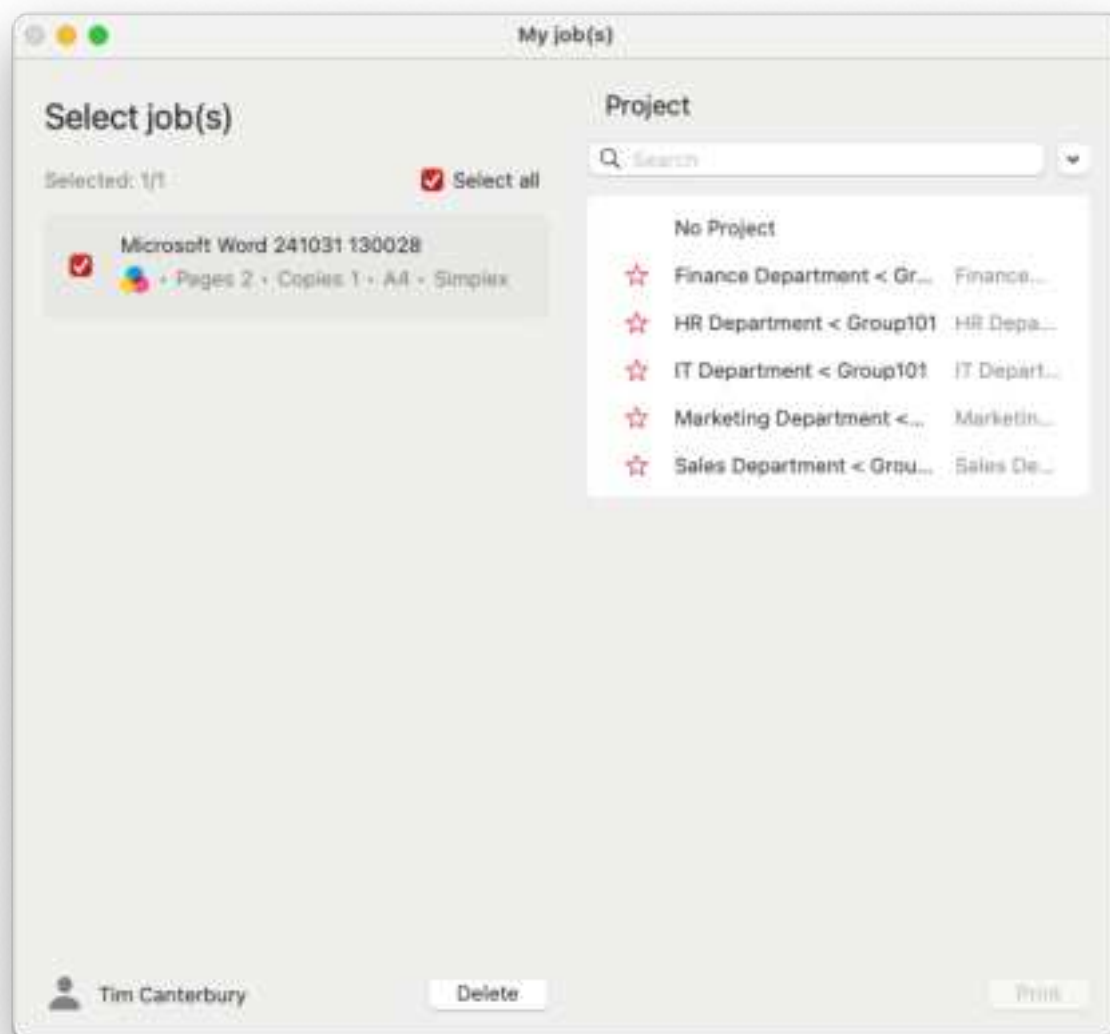 My job(s)
Select job(s)
Selected: 1/1
Select all
Microsoft Word 241031 130028
• Pages 2 • Copies 1 • A4 • Simplex
Project
Search
No Project
Finance Department < Gr... Finance...
HR Department < Group101 HR Depa...
IT Department < Group101 IT Depart...
Marketing Department <... Marketin...
Sales Department < Grou... Sales De...
Tim Canterbury
Delete
Print